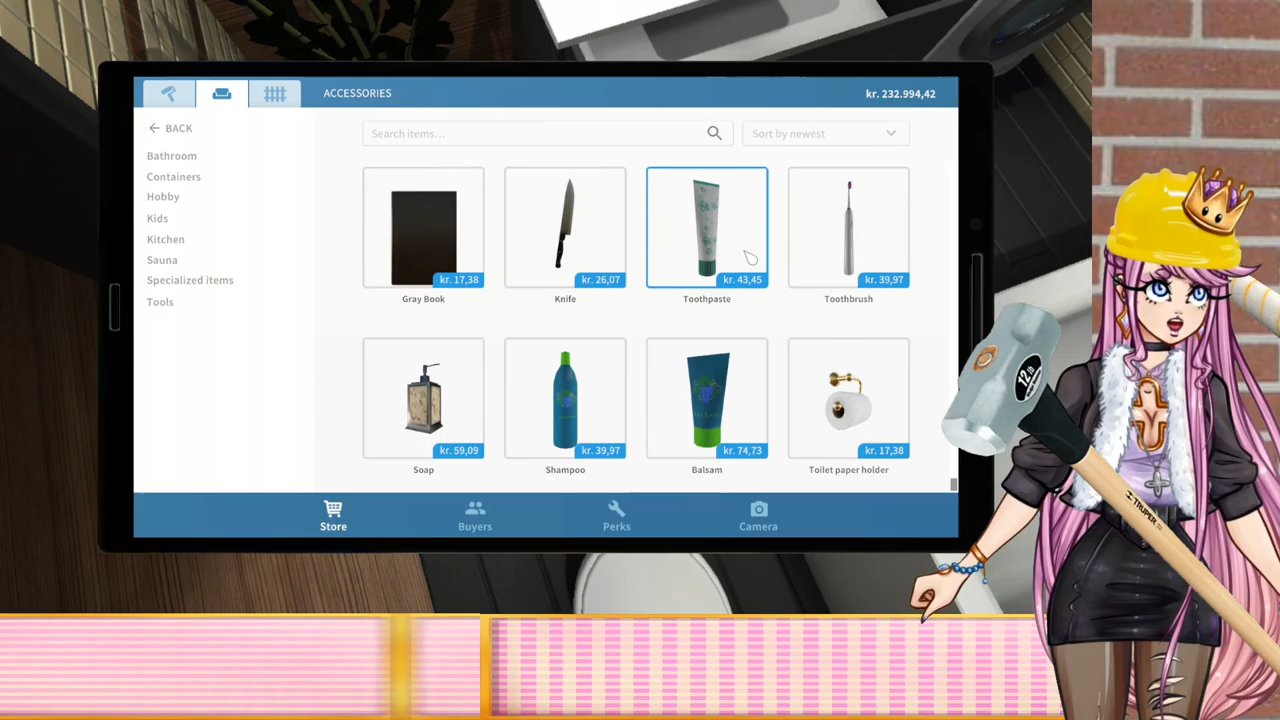 ACCESSORIES
kr. 232.994,42
BACK
Search items...
Sort by newest
Bathroom
Containers
Hobby
Kids
Kitchen
Sauna
Specialized items
Tools
kr. 17,38
kr. 26,07
kr. 43,45
kr. 39,97
Gray Book
Knife
Toothpaste
Toothbrush
kr. 59,09
kr. 39,97
kr. 74,73
kr. 17,38
Soap
Shampoo
Balsam
Toilet paper holder
Store
Buyers
Perks
Camera
12 lb
TRUPER